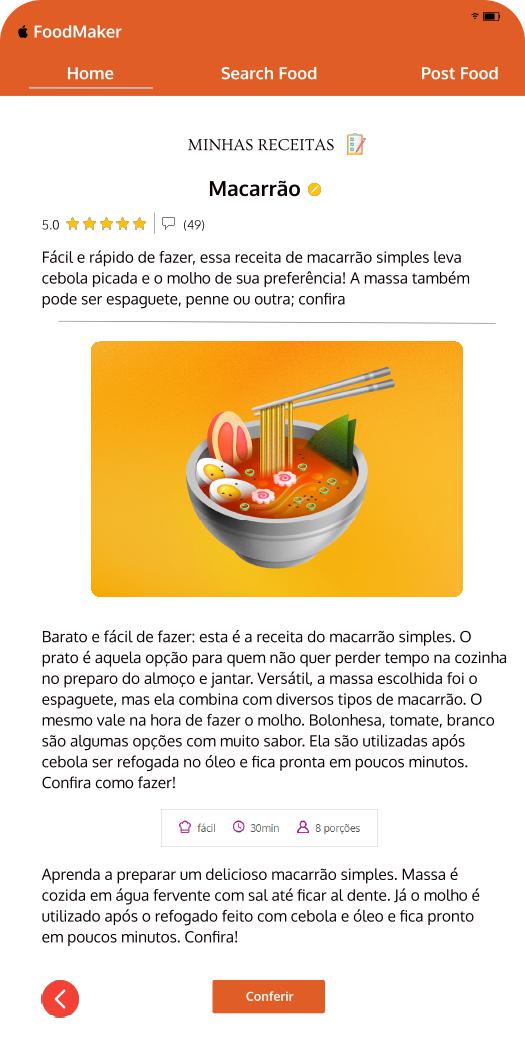 FoodMaker
Home
Search Food
Post Food
MINHAS RECEITAS
Macarrão
5.0
(49)
Fácil e rápido de fazer, essa receita de macarrão simples leva
cebola picada e o molho de sua preferência! A massa também
pode ser espaguete, penne ou outra; confira
Barato e fácil de fazer: esta é a receita do macarrão simples. O
prato é aquela opção para quem não quer perder tempo na cozinha
no preparo do almoço e jantar. Versátil, a massa escolhida foi o
espaguete, mas ela combina com diversos tipos de macarrão. O
mesmo vale na hora de fazer o molho. Bolonhesa, tomate, branco
são algumas opções com muito sabor. Ela são utilizadas após
cebola ser refogada no óleo e fica pronta em poucos minutos.
Confira como fazer!
fácil
30min
8 porções
Aprenda a preparar um delicioso macarrão simples. Massa é
cozida em água fervente com sal até ficar al dente. Já o molho é
utilizado após o refogado feito com cebola e óleo e fica pronto
em poucos minutos. Confira!
Conferir